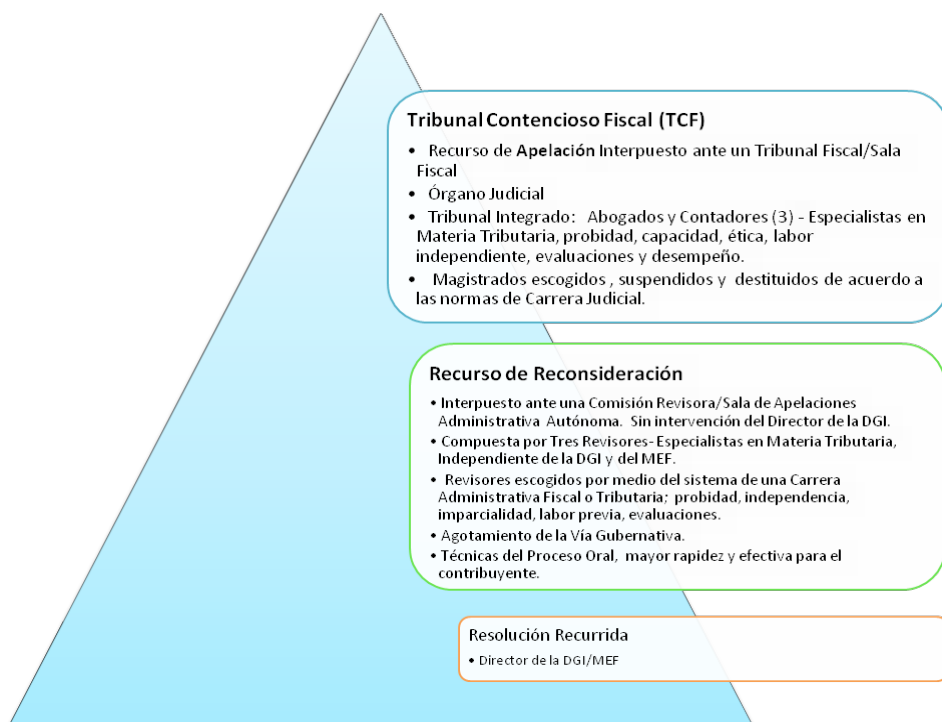 Tribunal Contencioso Fiscal (TCF)
• Recurso de Apelación Interpuesto ante un Tribunal Fiscal/Sala
Fiscal
• Órgano Judicial
• Tribunal Integrado: Abogados y Contadores (3) - Especialistas en
Materia Tributaria, probidad, capacidad, ética, labor
independiente, evaluaciones y desempeño.
• Magistrados escogidos , suspendidos y destituidos de acuerdo a
las normas de Carrera Judicial.
Recurso de Reconsideración
• Interpuesto ante una Comisión Revisora/Sala de Apelaciones
Administrativa Autónoma. Sin intervención del Director de la DGI.
• Compuesta por Tres Revisores- Especialistas en Materia Tributaria,
Independiente de la DGI y del MEF.
• Revisores escogidos por medio del sistema de una Carrera
Administrativa Fiscal o Tributaria; probidad, independencia,
imparcialidad, labor previa, evaluaciones.
• Agotamiento de la Vía Gubernativa.
• Técnicas del Proceso Oral, mayor rapidez y efectiva para el
contribuyente.
Resolución Recurrida
• Director de la DGI/MEF